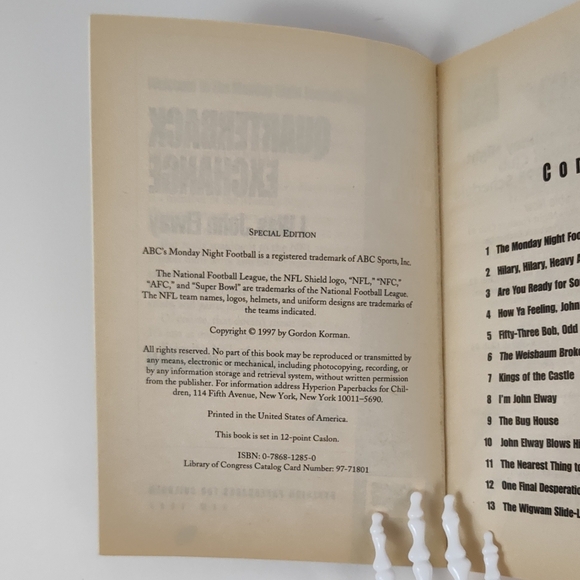 SPECIAL EDITION
ABC's Monday Night Football is a registered trademark of ABC Sports, Inc.
The National Football League, the NFL Shield logo, "NFL," "NFC,"
"AFC," and "Super Bowl" are trademarks of the National Football League.
The NFL team names, logos, helmets, and uniform designs are trademarks of
the teams indicated.
Copyright © 1997 by Gordon Korman.
All rights reserved. No part of this book may be reproduced or transmitted by
any means, electronic or mechanical, including photocopying, recording, or
by any information storage and retrieval system, without written permission
from the publisher. For information address Hyperion Paperbacks for Chil-
dren, 114 Fifth Avenue, New York, New York 10011–5690.
Printed in the United States of America.
This book is set in 12-point Caslon.
ISBN: 0-7868-1285-0
Library of Congress Catalog Card Number: 97-71801
1 The Monday Night Foo
2 Hilary, Hilary, Heavy
3 Are You Ready for So
4 How Ya Feeling, John
5 Fifty-Three Bob, Odd
6 The Weisbaum Broke
7 Kings of the Castle
8 I'm John Elway
9 The Bug House
10 John Elway Blows Hi
11 The Nearest Thing to
12 One Final Desperatio
13 The Wigwam Slide-L